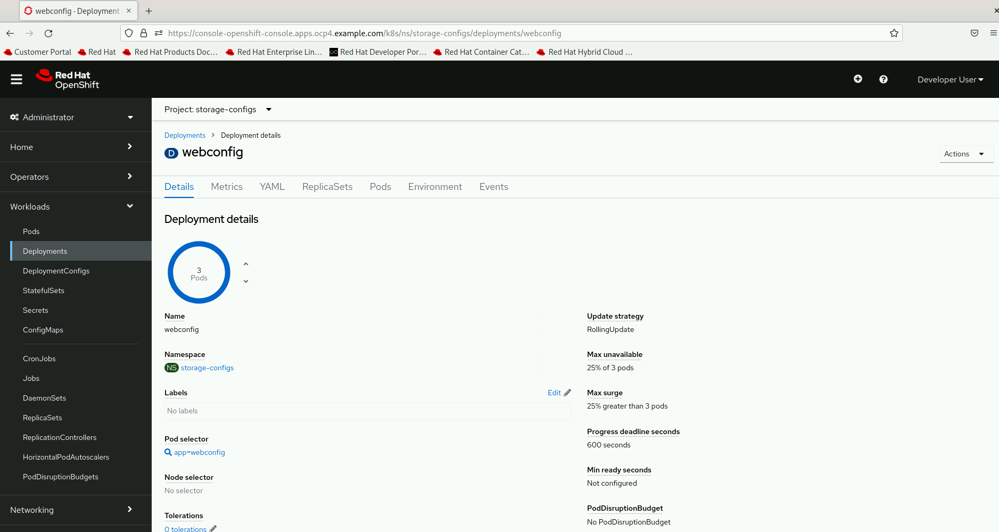 webconfig · Deployment
https://console-openshift-console.apps.ocp4.example.com/k8s/ns/storage-configs/deployments/webconfig
Customer Portal Red Hat Red Hat Products Doc… Red Hat Enterprise Lin… Red Hat Developer Por… Red Hat Container Cat… Red Hat Hybrid Cloud …
Red Hat
OpenShift
Developer User
Administrator
Home
Operators
Workloads
Pods
Deployments
DeploymentConfigs
StatefulSets
Secrets
ConfigMaps
CronJobs
Jobs
DaemonSets
ReplicaSets
ReplicationControllers
HorizontalPodAutoscalers
PodDisruptionBudgets
Networking
Project: storage-configs
Deployments > Deployment details
D webconfig
Actions
Details Metrics YAML ReplicaSets Pods Environment Events
Deployment details
3
Pods
Name
webconfig
Namespace
NS storage-configs
Labels
Edit
No labels
Pod selector
app=webconfig
Node selector
No selector
Tolerations
0 tolerations
Update strategy
RollingUpdate
Max unavailable
25% of 3 pods
Max surge
25% greater than 3 pods
Progress deadline seconds
600 seconds
Min ready seconds
Not configured
PodDisruptionBudget
No PodDisruptionBudget